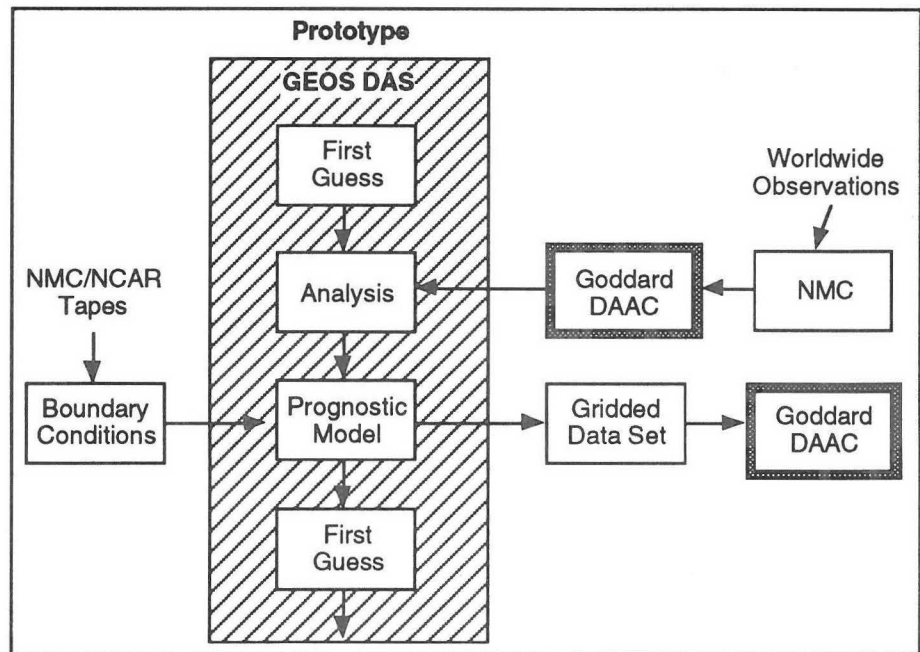 Prototype
GEOS DAS
First
Guess
Worldwide
Observations
NMC/NCAR
Tapes
Analysis
Goddard
DAAC
NMC
Boundary
Conditions
Prognostic
Model
Gridded
Data Set
Goddard
DAAC
First
Guess